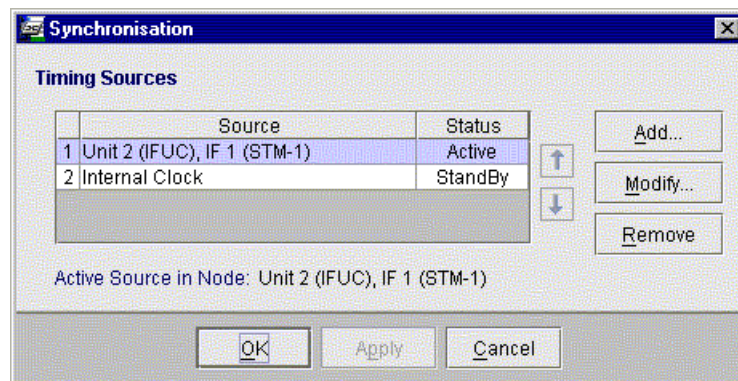 Synchronisation
Timing Sources
Source Status
1 Unit 2 (IFUC), IF 1 (STM-1) Active
2 Internal Clock StandBy
Add...
Modify...
Remove
Active Source in Node: Unit 2 (IFUC), IF 1 (STM-1)
OK Apply Cancel